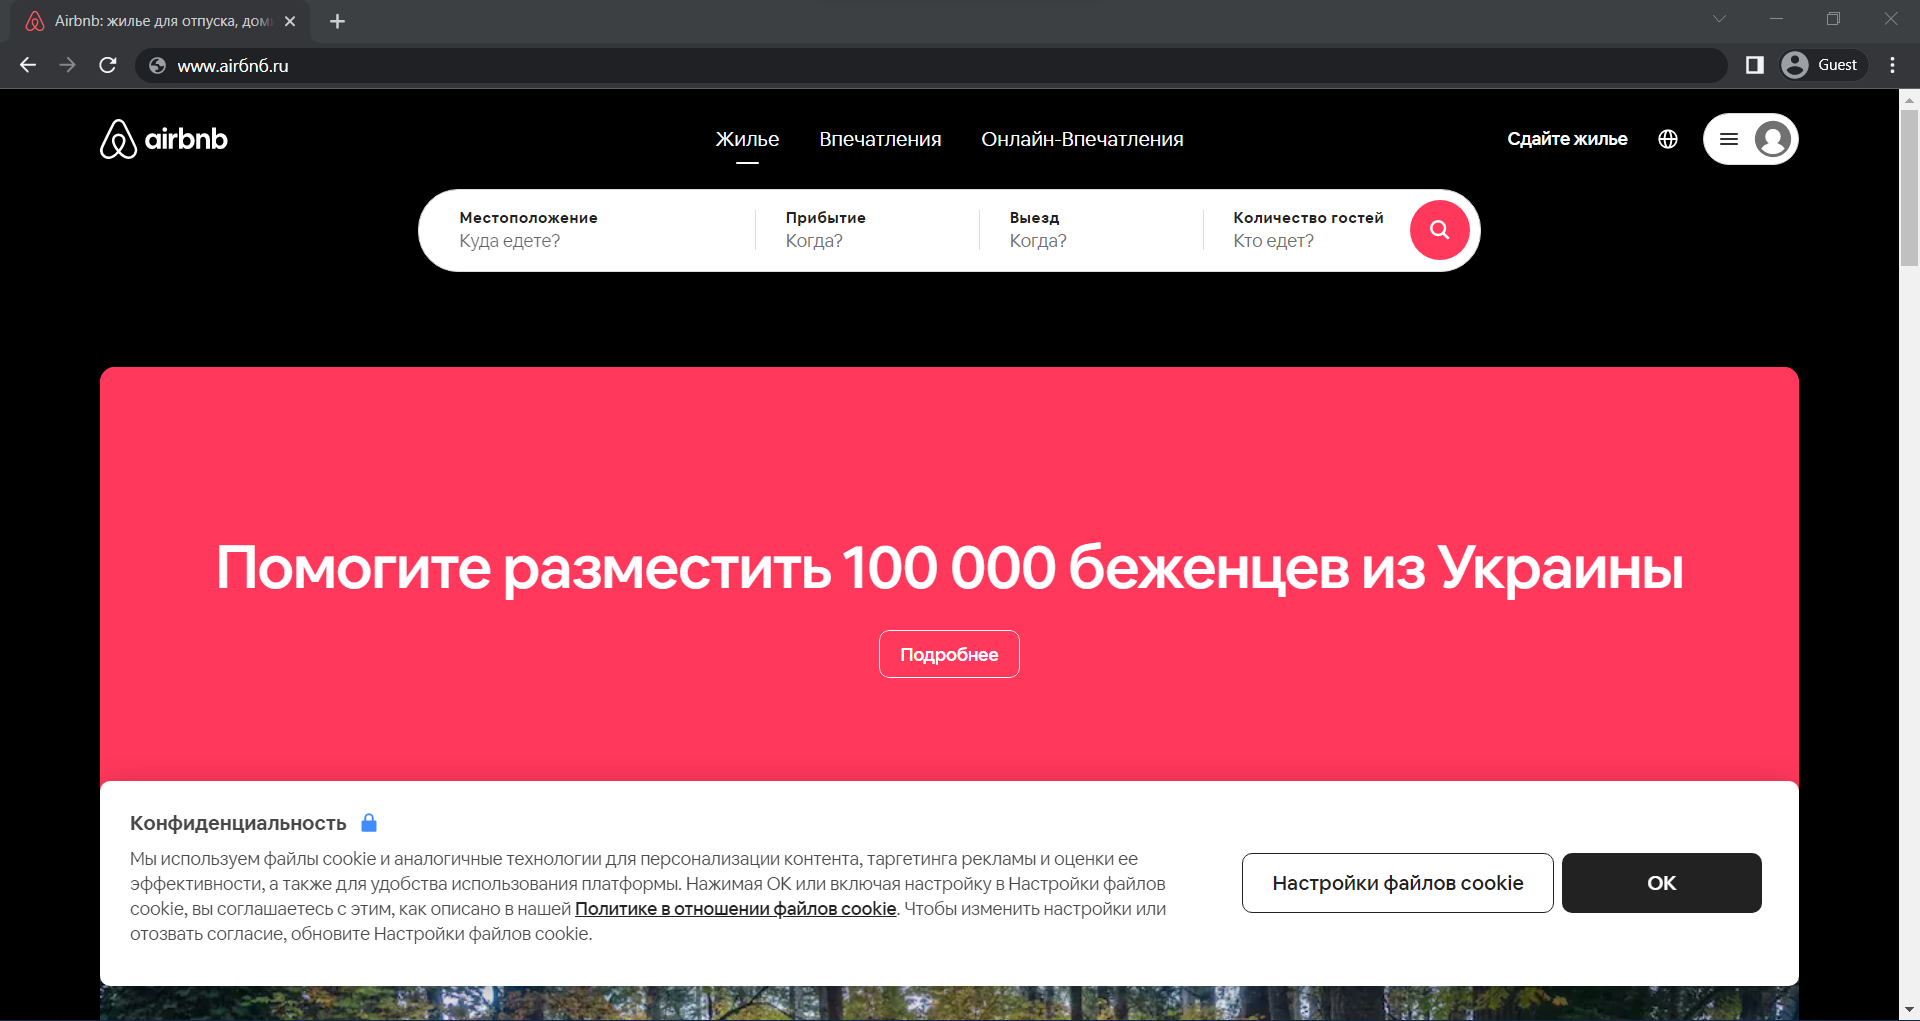 Airbnb: жилье для отпуска, дом
www.airбnб.ru
Guest
airbnb
Жилье
Впечатления
Онлайн-Впечатления
Сдайте жилье
Местоположение
Куда едете?
Прибытие
Когда?
Выезд
Когда?
Количество гостей
Кто едет?
Помогите разместить 100 000 беженцев из Украины
Подробнее
Конфиденциальность
Мы используем файлы cookie и аналогичные технологии для персонализации контента, таргетинга рекламы и оценки ее
эффективности, а также для удобства использования платформы. Нажимая ОК или включая настройку в Настройки файлов
cookie, вы соглашаетесь с этим, как описано в нашей Политике в отношении файлов cookie. Чтобы изменить настройки или
отозвать согласие, обновите Настройки файлов cookie.
Настройки файлов cookie
ОК